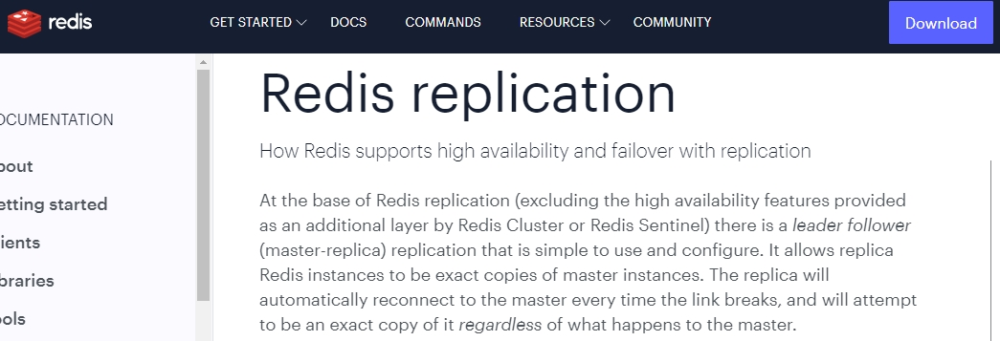 redis GET STARTED DOCS COMMANDS RESOURCES COMMUNITY Download
Redis replication
OCUMENTATION
How Redis supports high availability and failover with replication
bout
etting started
ients
braries
ols
At the base of Redis replication (excluding the high availability features provided
as an additional layer by Redis Cluster or Redis Sentinel) there is a leader follower
(master-replica) replication that is simple to use and configure. It allows replica
Redis instances to be exact copies of master instances. The replica will
automatically reconnect to the master every time the link breaks, and will attempt
to be an exact copy of it regardless of what happens to the master.